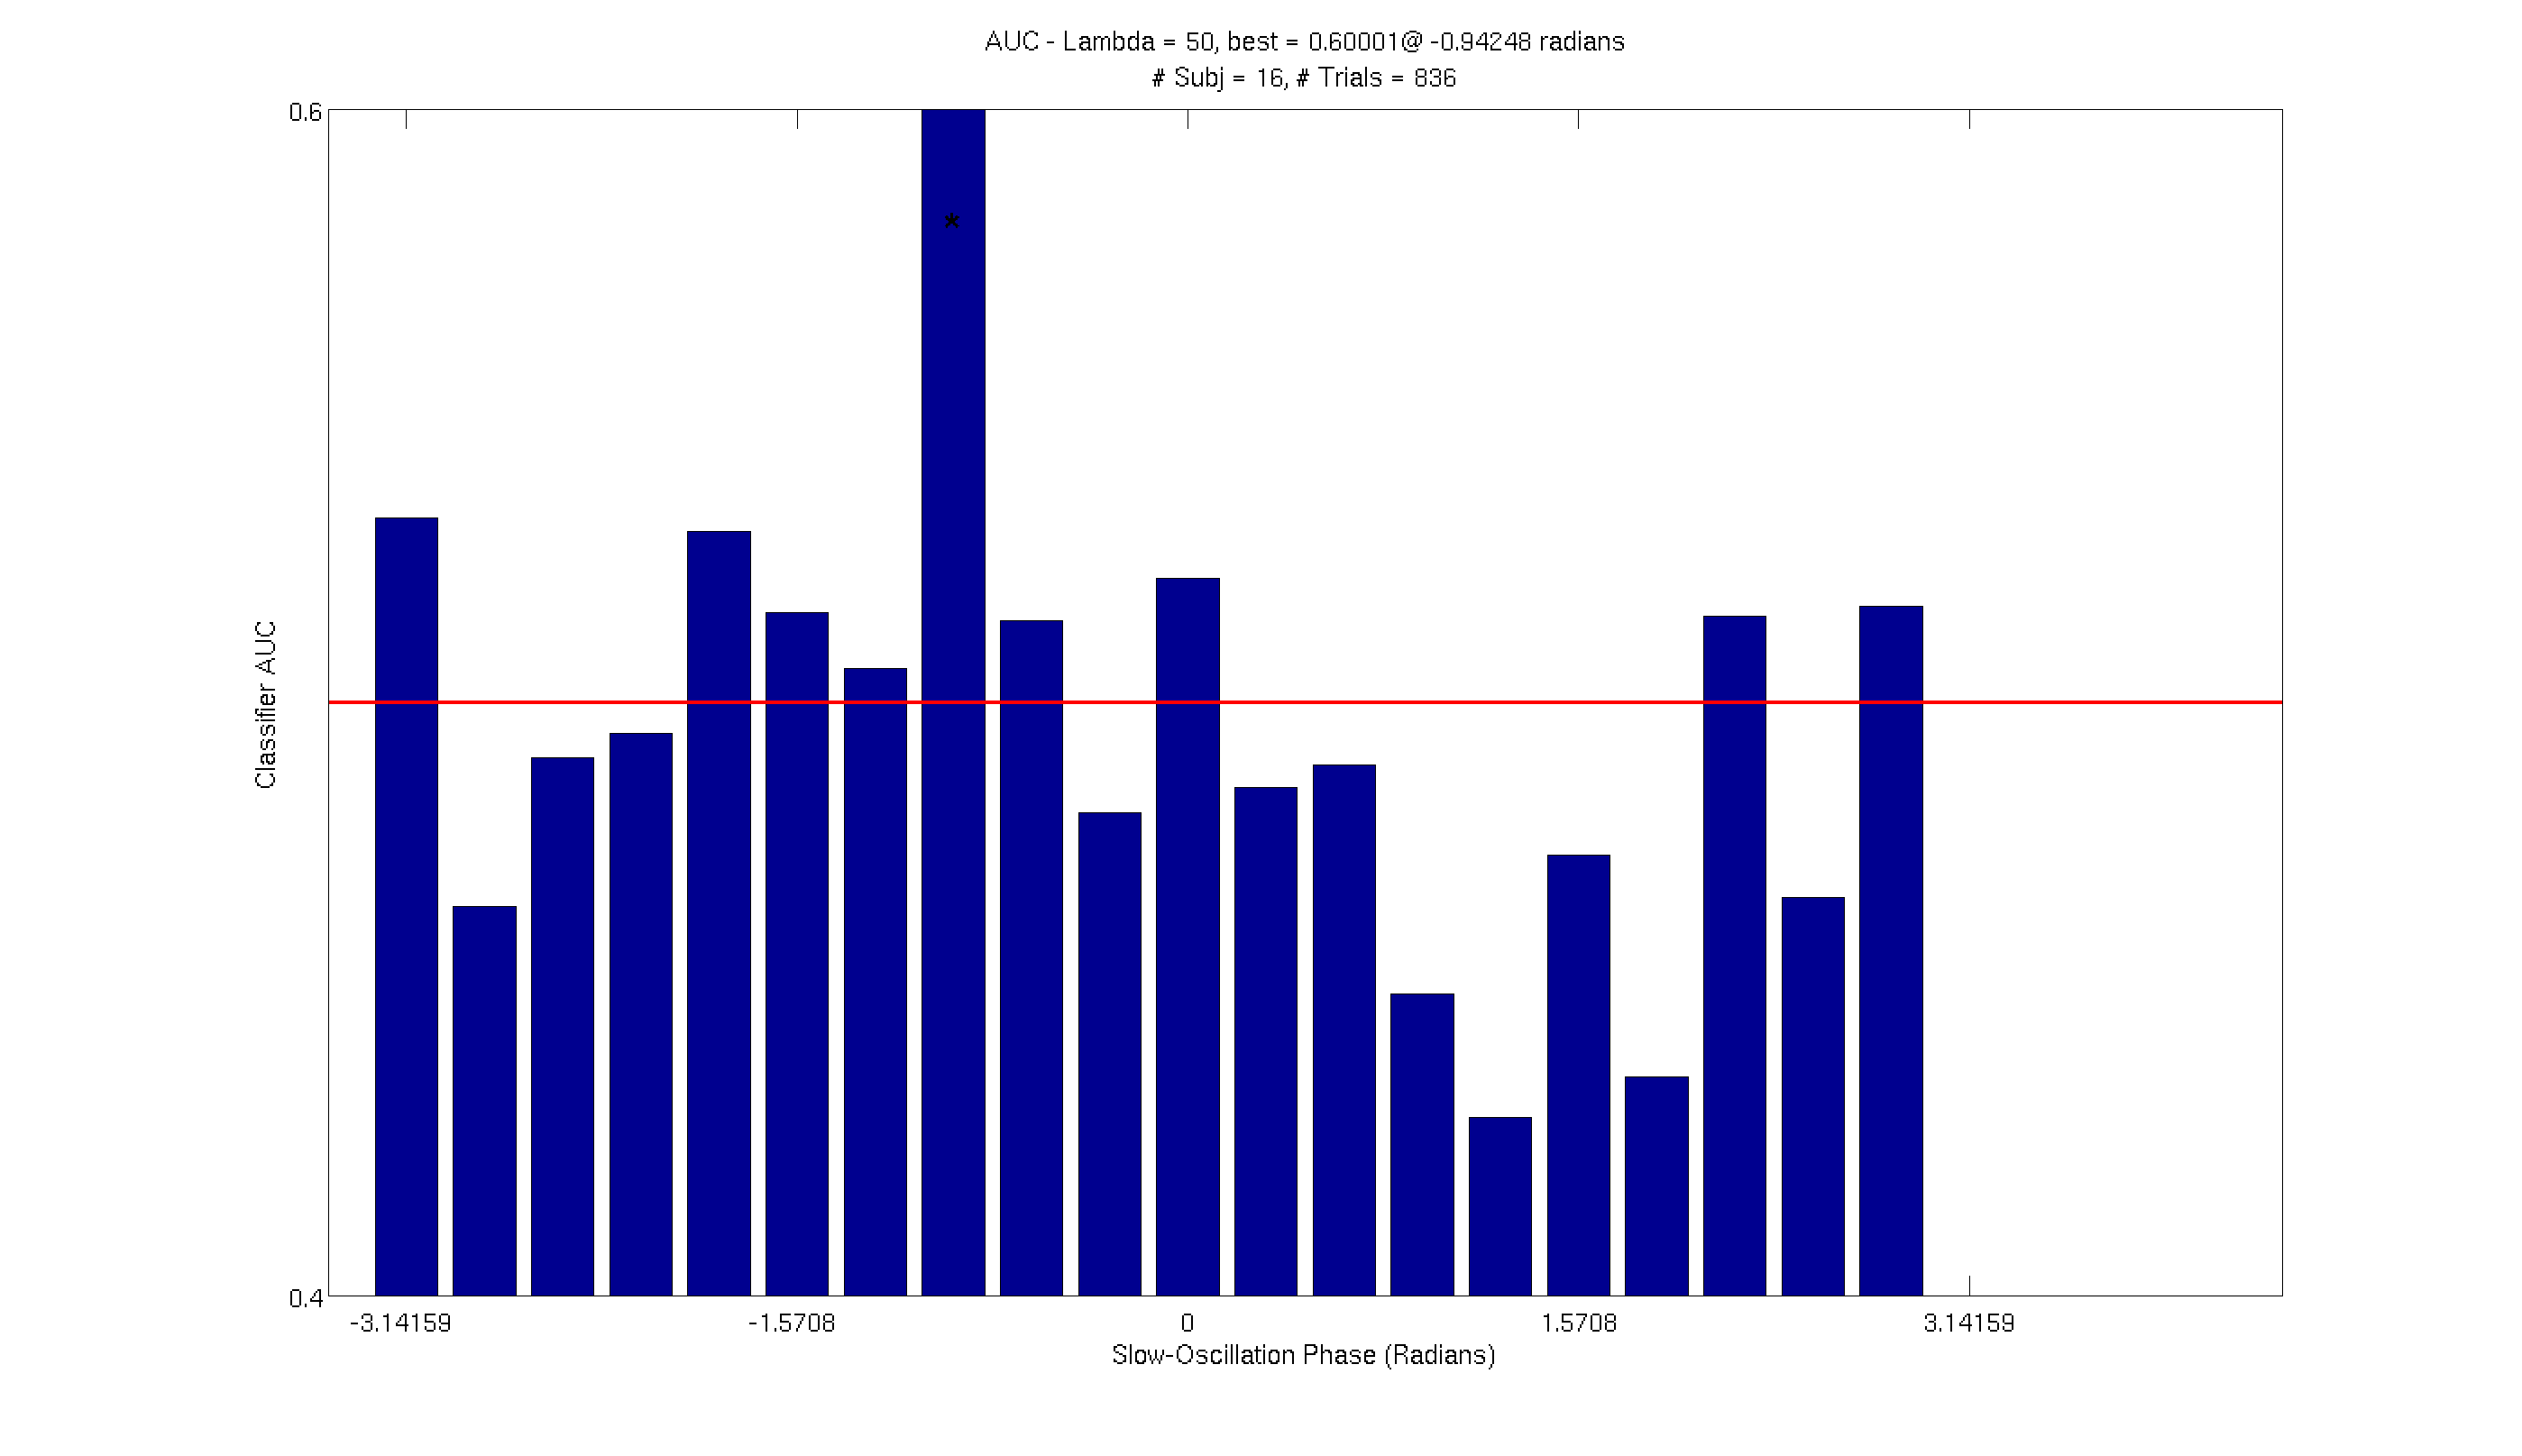 AUC - Lambda = 50, best = 0.60001@ -0.94248 radians
# Subj = 16, # Trials = 836
0.6
*
Classifier AUC
0.4
-3.14159 -1.5708 0 1.5708 3.14159
Slow-Oscillation Phase (Radians)